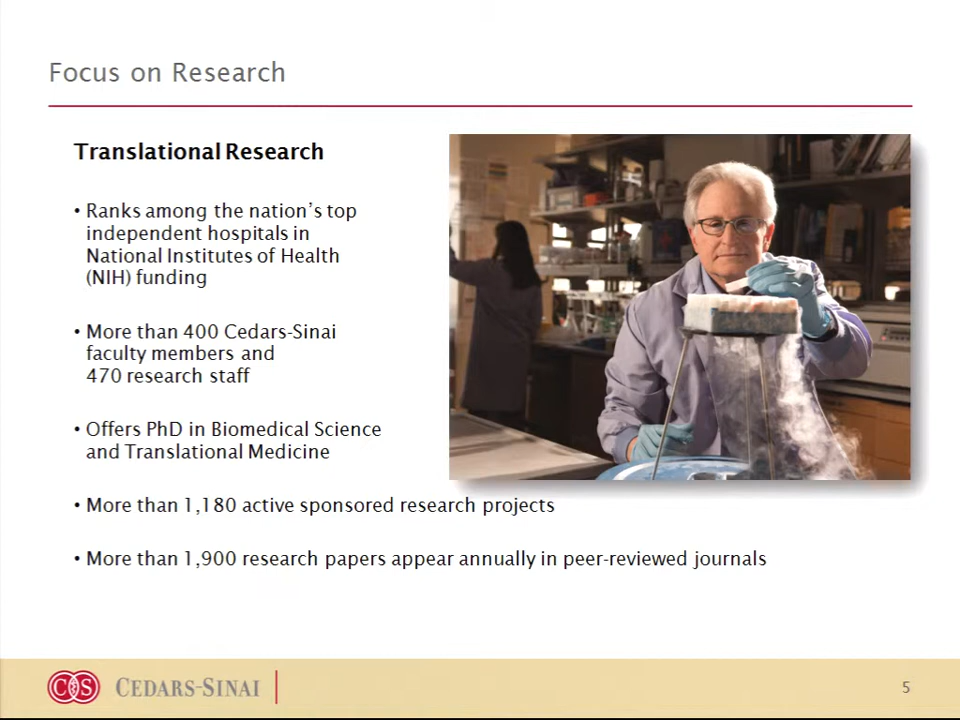 Focus on Research
Translational Research
• Ranks among the nation's top
independent hospitals in
National Institutes of Health
(NIH) funding
• More than 400 Cedars-Sinai
faculty members and
470 research staff
• Offers PhD in Biomedical Science
and Translational Medicine
• More than 1,180 active sponsored research projects
• More than 1,900 research papers appear annually in peer-reviewed journals
CS CEDARS-SINAI
5